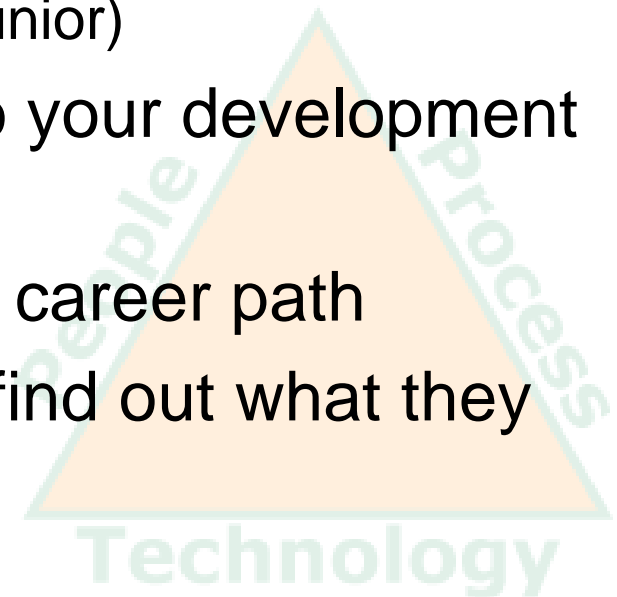 unior)
o your development
career path
find out what they
People
Process
Technology